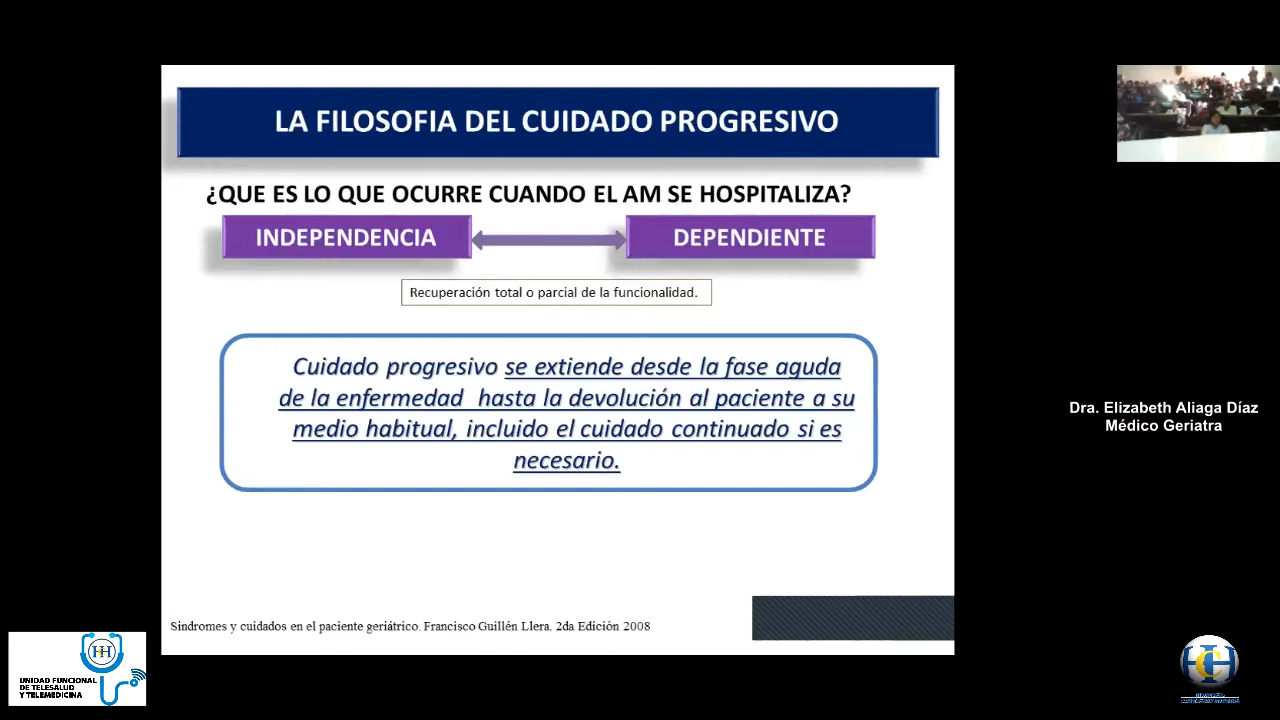 LA FILOSOFIA DEL CUIDADO PROGRESIVO
¿QUE ES LO QUE OCURRE CUANDO EL AM SE HOSPITALIZA?
INDEPENDENCIA
DEPENDIENTE
Recuperación total o parcial de la funcionalidad.
Cuidado progresivo se extiende desde la fase aguda
de la enfermedad hasta la devolución al paciente a su
medio habitual, incluido el cuidado continuado si es
necesario.
Sindromes y cuidados en el paciente geriátrico. Francisco Guillén Llera. 2da Edición 2008
Dra. Elizabeth Aliaga Díaz
Médico Geriatra
HH
UNIDAD FUNCIONAL
DE TELESALUD
Y TELEMEDICINA